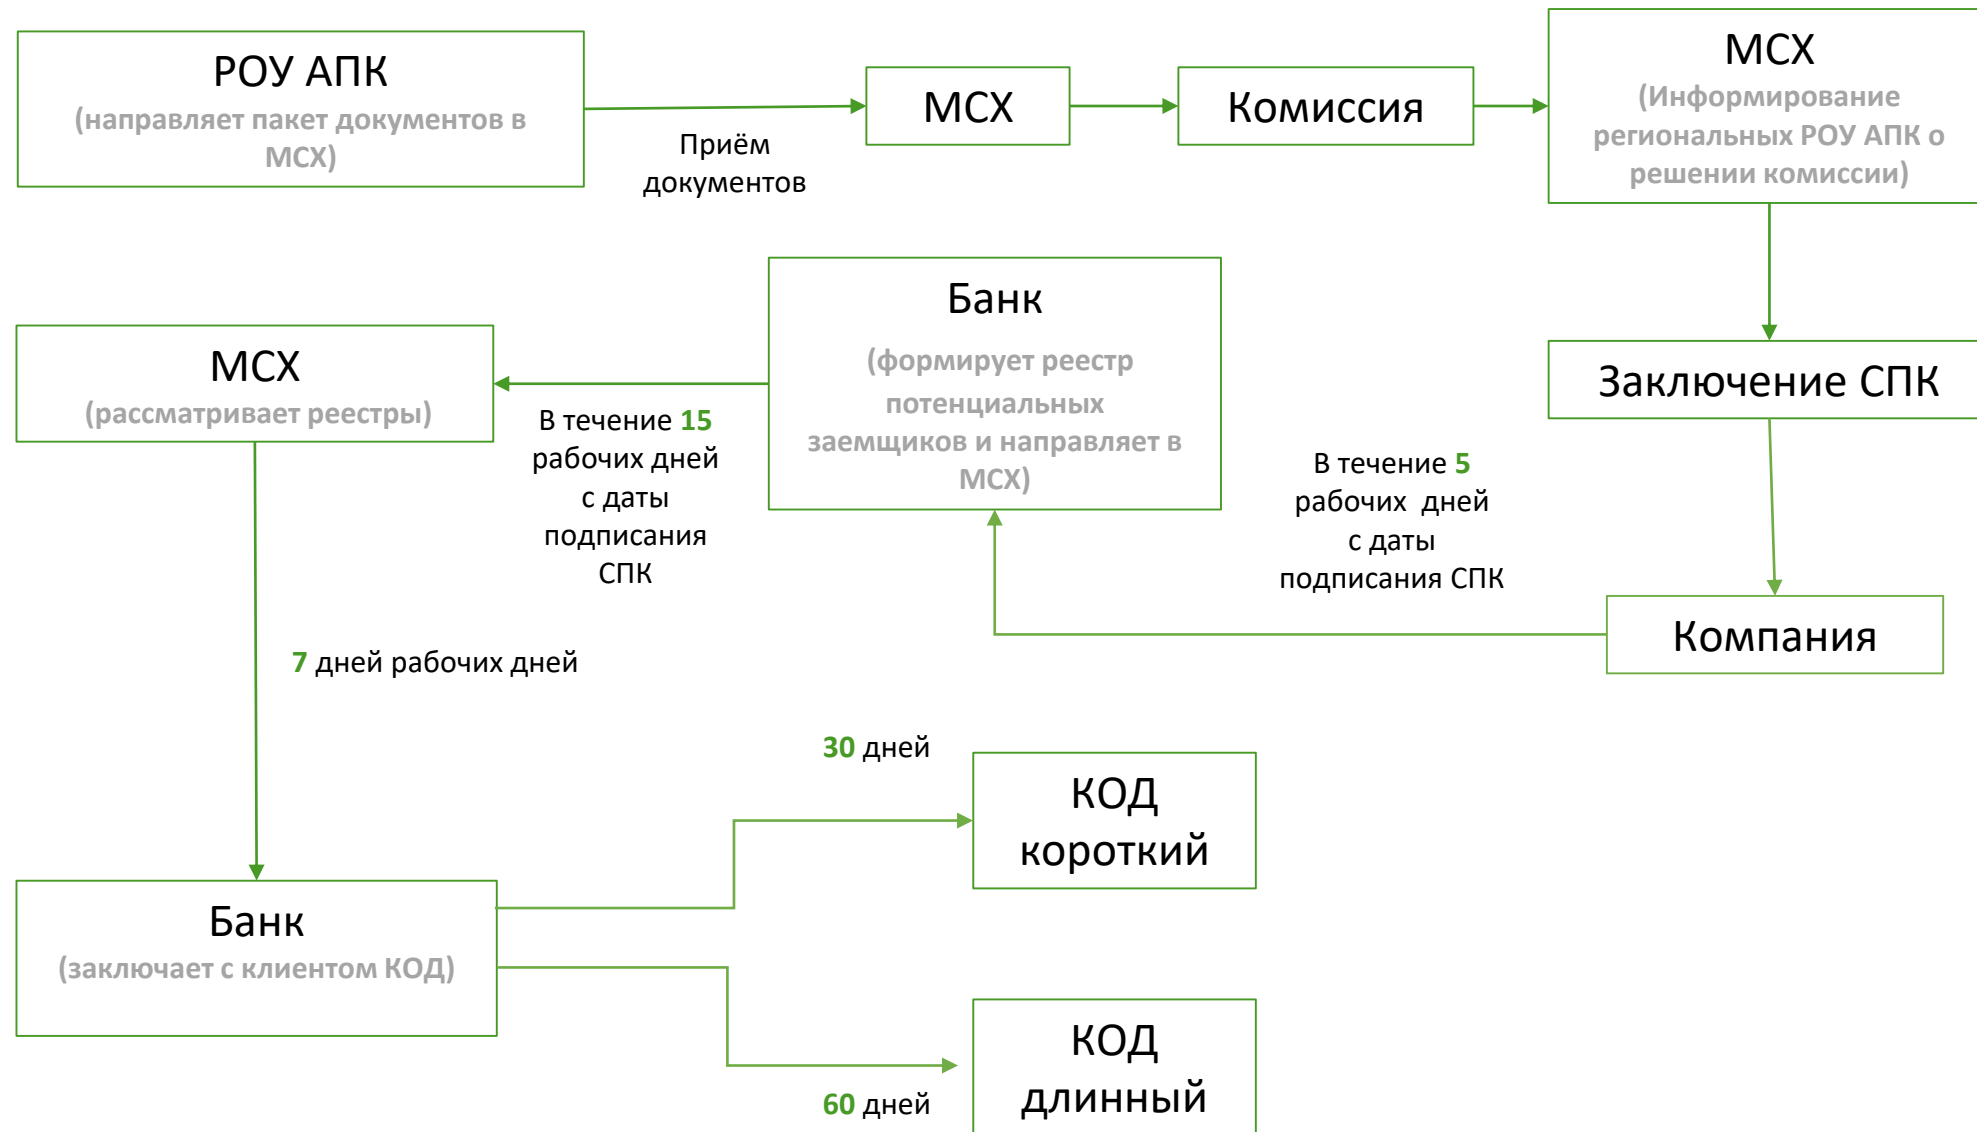 РОУ АПК
(направляет пакет документов в
МСХ)
Приём
документов
МСХ
Комиссия
МСХ
(Информирование
региональных РОУ АПК о
решении комиссии)
Заключение СПК
В течение 5
рабочих  дней
с даты
подписания СПК
Компания
Банк
(формирует реестр
потенциальных
заемщиков и направляет в
МСХ)
В течение 15
рабочих дней
с даты
подписания
СПК
МСХ
(рассматривает реестры)
7 дней рабочих дней
Банк
(заключает с клиентом КОД)
30 дней
КОД
короткий
60 дней
КОД
длинный